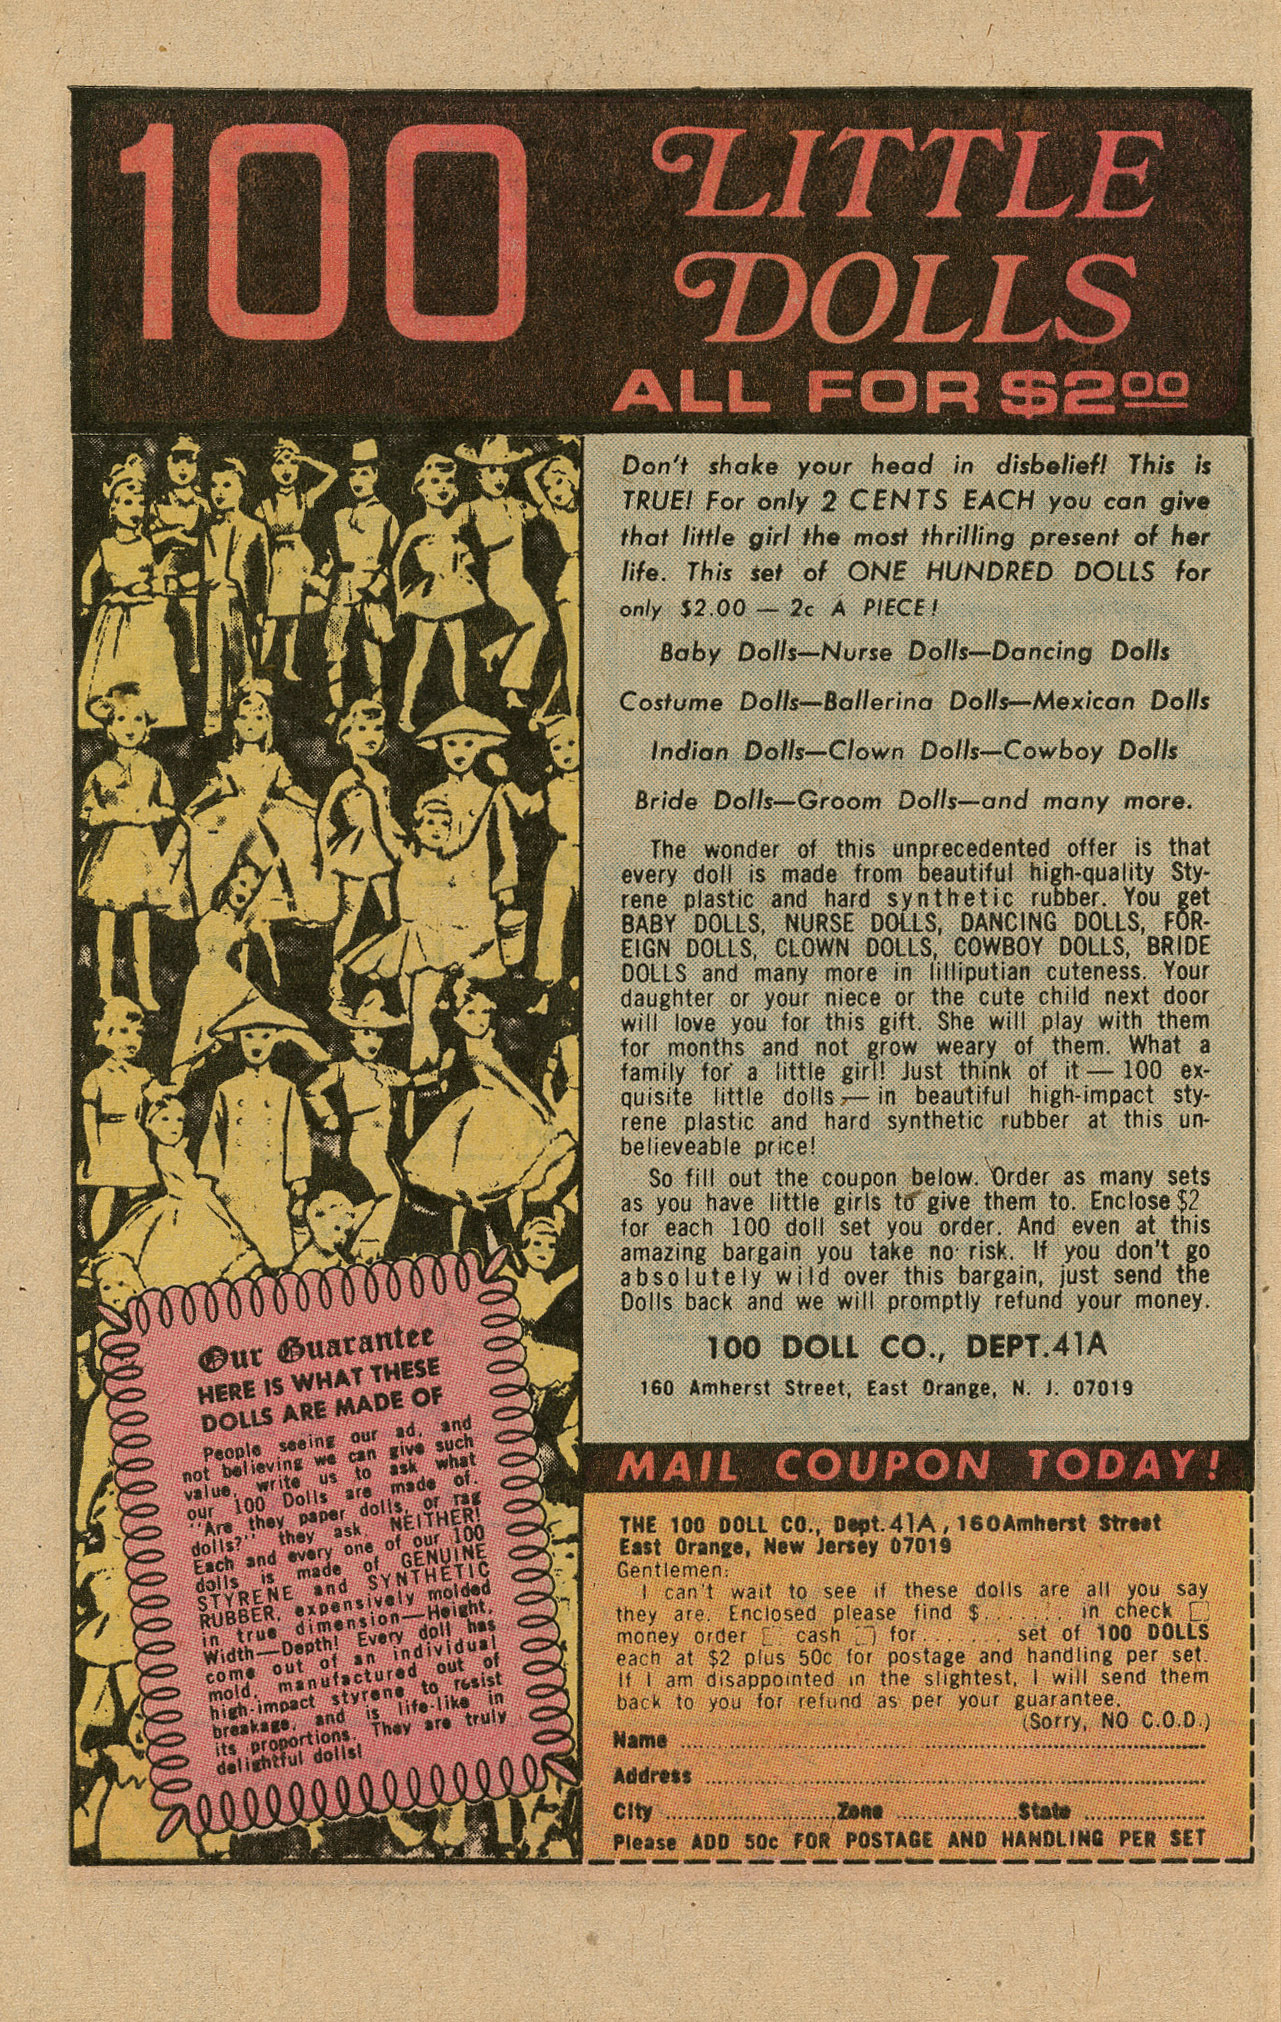 100
LITTLE
DOLLS
ALL FOR $2.00
Don't shake your head in disbelief! This is
TRUE! For only 2 CENTS EACH you can give
that little girl the most thrilling present of her
life. This set of ONE HUNDRED DOLLS for
only $2.00 — 2c A PIECE!
Baby Dolls—Nurse Dolls—Dancing Dolls
Costume Dolls—Ballerina Dolls—Mexican Dolls
Indian Dolls—Clown Dolls—Cowboy Dolls
Bride Dolls—Groom Dolls—and many more.
The wonder of this unprecedented offer is that
every doll is made from beautiful high-quality Sty-
rene plastic and hard synthetic rubber. You get
BABY DOLLS, NURSE DOLLS, DANCING DOLLS, FOR-
EIGN DOLLS, CLOWN DOLLS, COWBOY DOLLS, BRIDE
DOLLS and many more in lilliputian cuteness. Your
daughter or your niece or the cute child next door
will love you for this gift. She will play with them
for months and not grow weary of them. What a
family for a little girl! Just think of it — 100 ex-
quisite little dolls — in beautiful high-impact sty-
rene plastic and hard synthetic rubber at this un-
believeable price!
So fill out the coupon below. Order as many sets
as you have little girls to give them to. Enclose $2
for each 100 doll set you order. And even at this
amazing bargain you take no risk. If you don't go
absolutely wild over this bargain, just send the
Dolls back and we will promptly refund your money.
100 DOLL CO., DEPT. 41A
160 Amherst Street, East Orange, N. J. 07019
Our Guarantee
HERE IS WHAT THESE
DOLLS ARE MADE OF
People seeing our ad, and
not believing we can give such
value, write us to ask what
our 100 Dolls are made of.
"Are they paper dolls, or rag
dolls?," they ask. NEITHER!
Each and every one of our 100
dolls is made of GENUINE
STYRENE and SYNTHETIC
RUBBER, expensively molded
in true dimension—Height,
Width—Depth! Every doll has
come out of an individual
mold, manufactured out of
high-impact styrene to resist
breakage, and is life-like in
its proportions. They are truly
delightful dolls!
MAIL COUPON TODAY!
THE 100 DOLL CO., Dept. 41A, 160 Amherst Street
East Orange, New Jersey 07019
Gentlemen:
I can't wait to see if these dolls are all you say
they are. Enclosed please find $........ in check [ ]
money order [ ] cash [ ] for........ set of 100 DOLLS
each at $2 plus 50c for postage and handling per set.
If I am disappointed in the slightest, I will send them
back to you for refund as per your guarantee.
(Sorry, NO C.O.D.)
Name ........................................
Address ........................................
City .................... Zone .................... State ....................
Please ADD 50c FOR POSTAGE AND HANDLING PER SET